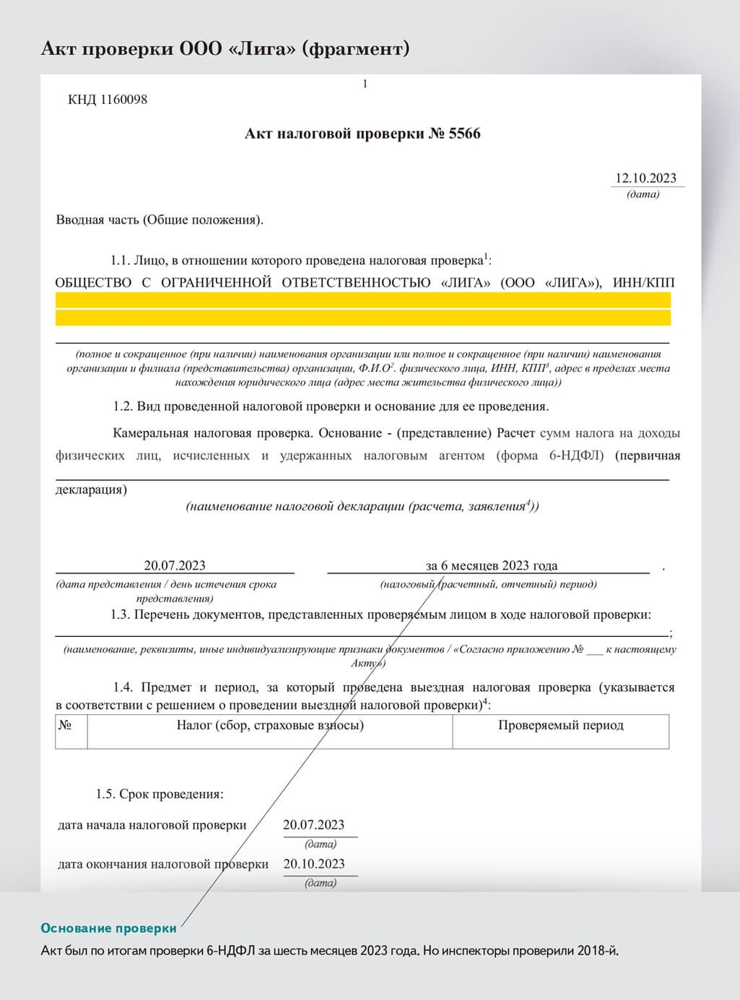 Акт проверки ООО «Лига» (фрагмент)
1
КНД 1160098
Акт налоговой проверки № 5566
12.10.2023
(дата)
Вводная часть (Общие положения).
1.1. Лицо, в отношении которого проведена налоговая проверка¹:
ОБЩЕСТВО С ОГРАНИЧЕННОЙ ОТВЕТСТВЕННОСТЬЮ «ЛИГА» (ООО «ЛИГА»), ИНН/КПП
(полное и сокращенное (при наличии) наименования организации или полное и сокращенное (при наличии) наименования
организации и филиала (представительства) организации, Ф.И.О². физического лица, ИНН, КПП³, адрес в пределах места
нахождения юридического лица (адрес места жительства физического лица))
1.2. Вид проведенной налоговой проверки и основание для ее проведения.
Камеральная налоговая проверка. Основание - (представление) Расчет сумм налога на доходы
физических лиц, исчисленных и удержанных налоговым агентом (форма 6-НДФЛ) (первичная
декларация)
(наименование налоговой декларации (расчета, заявления⁴))
20.07.2023 за 6 месяцев 2023 года .
(дата представления / день истечения срока (налоговый (расчетный, отчетный) период)
представления)
1.3. Перечень документов, представленных проверяемым лицом в ходе налоговой проверки:
;
(наименование, реквизиты, иные индивидуализирующие признаки документов / «Согласно приложению № ___ к настоящему
Акту»)
1.4. Предмет и период, за который проведена выездная налоговая проверка (указывается
в соответствии с решением о проведении выездной налоговой проверки)⁴:
№ Налог (сбор, страховые взносы) Проверяемый период
1.5. Срок проведения:
дата начала налоговой проверки 20.07.2023
(дата)
дата окончания налоговой проверки 20.10.2023
(дата)
Основание проверки
Акт был по итогам проверки 6-НДФЛ за шесть месяцев 2023 года. Но инспекторы проверили 2018-й.